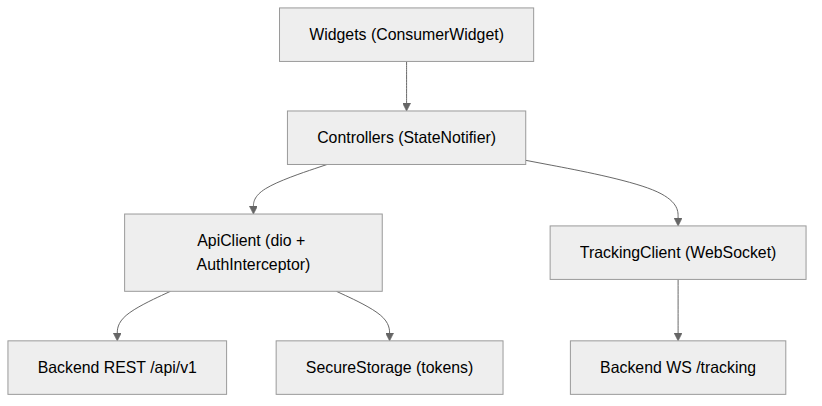 Widgets (ConsumerWidget)
Controllers (StateNotifier)
ApiClient (dio +
AuthInterceptor)
TrackingClient (WebSocket)
Backend REST /api/v1
SecureStorage (tokens)
Backend WS /tracking